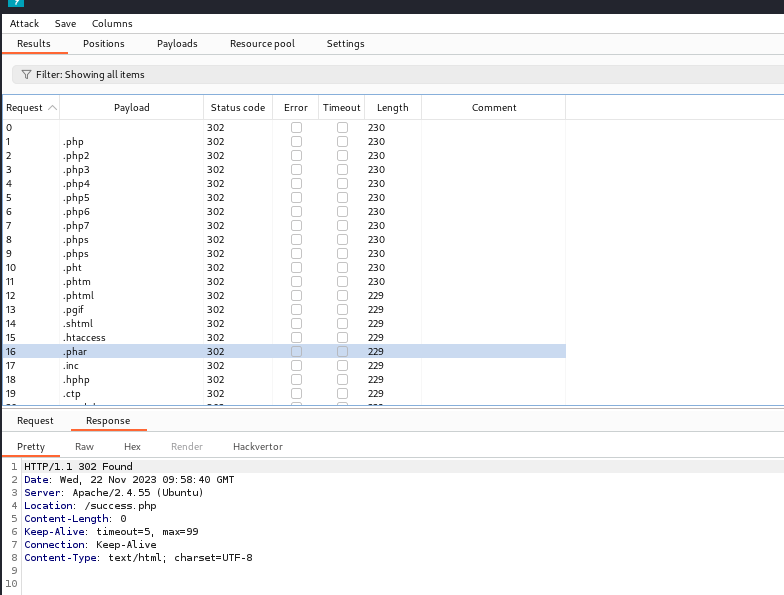 Attack Save Columns
Results Positions Payloads Resource pool Settings
Filter: Showing all items
Request Payload Status code Error Timeout Length Comment
0 302 230
1 .php 302 230
2 .php2 302 230
3 .php3 302 230
4 .php4 302 230
5 .php5 302 230
6 .php6 302 230
7 .php7 302 230
8 .phps 302 230
9 .phps 302 230
10 .pht 302 230
11 .phtm 302 230
12 .phtml 302 229
13 .pgif 302 229
14 .shtml 302 229
15 .htaccess 302 229
16 .phar 302 229
17 .inc 302 229
18 .hphp 302 229
19 .ctp 302 229
Request Response
Pretty Raw Hex Render Hackvertor
1 HTTP/1.1 302 Found
2 Date: Wed, 22 Nov 2023 09:58:40 GMT
3 Server: Apache/2.4.55 (Ubuntu)
4 Location: /success.php
5 Content-Length: 0
6 Keep-Alive: timeout=5, max=99
7 Connection: Keep-Alive
8 Content-Type: text/html; charset=UTF-8
9
10